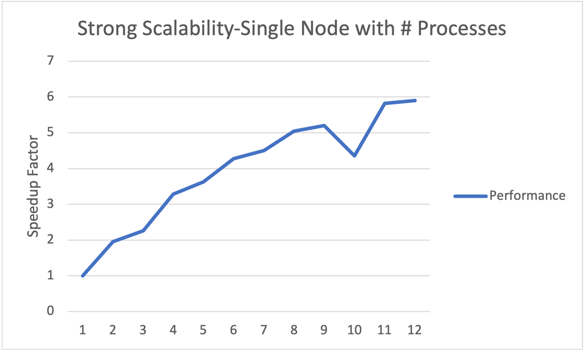 Strong Scalability-Single Node with # Processes
7
6
5
4
3
2
1
0
Speedup Factor
1 2 3 4 5 6 7 8 9 10 11 12
Performance